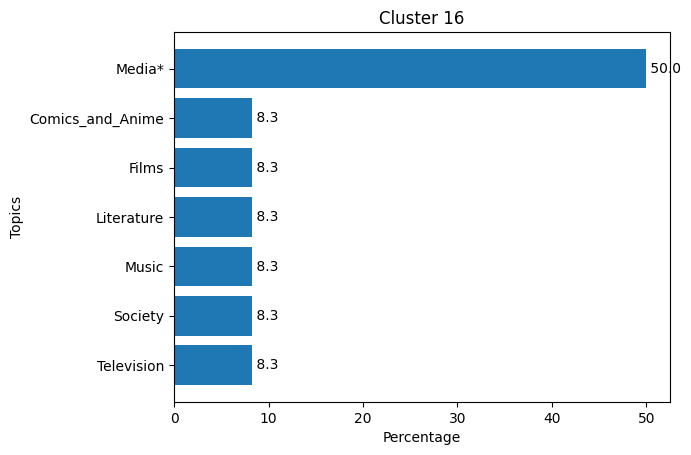 Cluster 16
Media* 50.0
Comics_and_Anime 8.3
Films 8.3
Literature 8.3
Music 8.3
Society 8.3
Television 8.3
Topics
0 10 20 30 40 50
Percentage